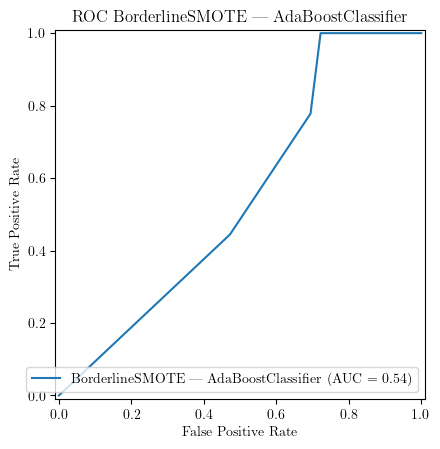 ROC BorderlineSMOTE — AdaBoostClassifier
True Positive Rate
1.0
0.8
0.6
0.4
0.2
0.0
BorderlineSMOTE — AdaBoostClassifier (AUC = 0.54)
0.0 0.2 0.4 0.6 0.8 1.0
False Positive Rate